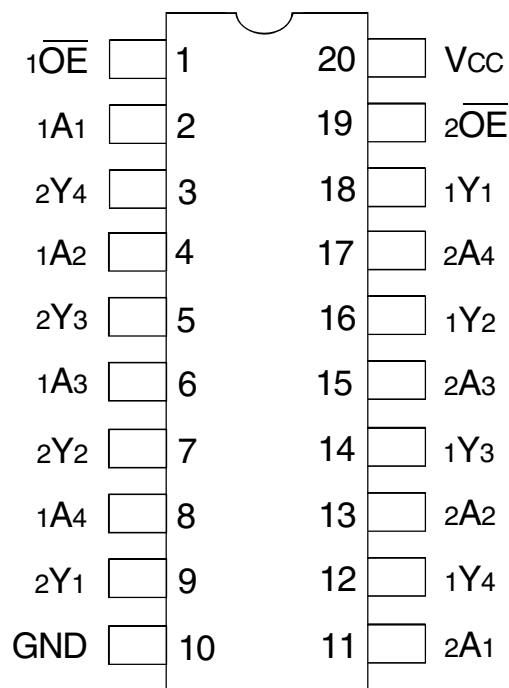 1O̅E̅ 1 20 VCC
1A1 2 19 2O̅E̅
2Y4 3 18 1Y1
1A2 4 17 2A4
2Y3 5 16 1Y2
1A3 6 15 2A3
2Y2 7 14 1Y3
1A4 8 13 2A2
2Y1 9 12 1Y4
GND 10 11 2A1